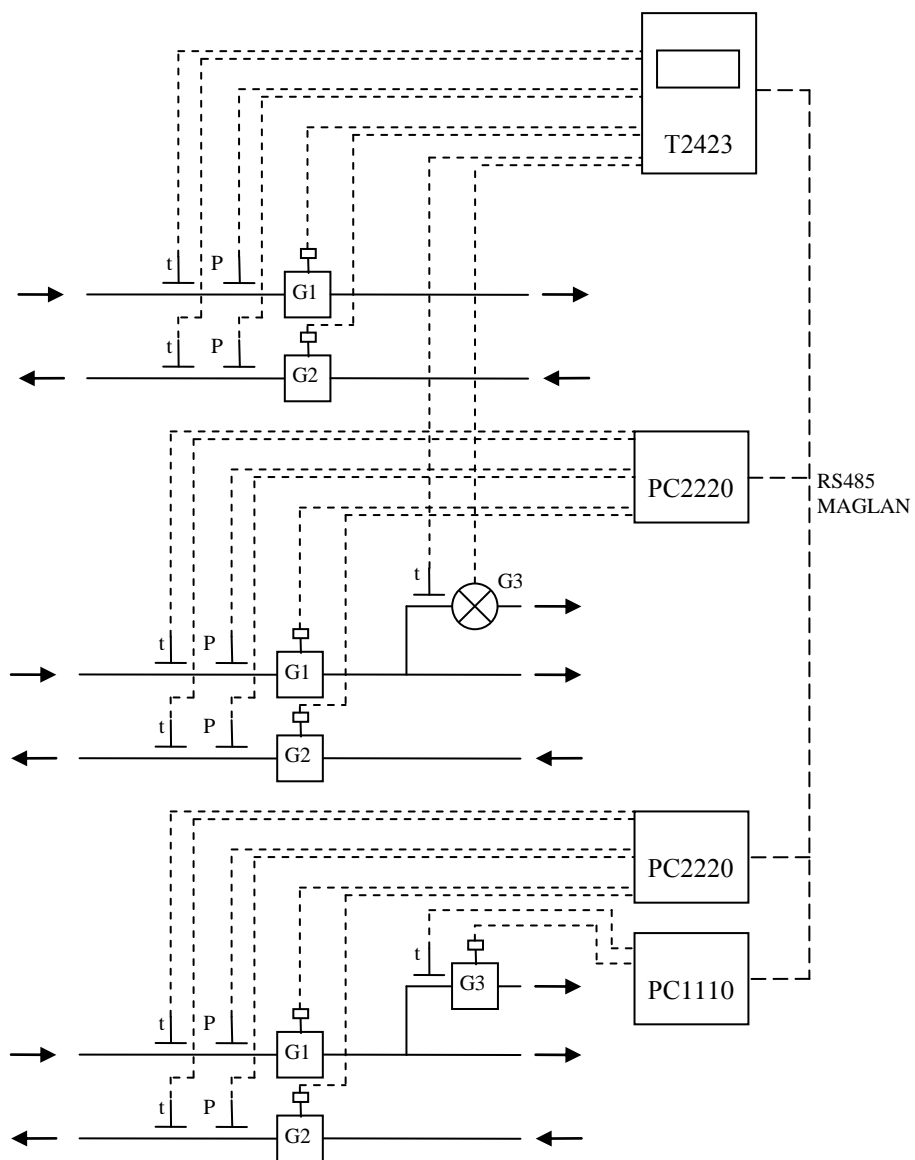 T2423
t P
G1
t P
G2
PC2220
RS485
MAGLAN
t G3
t P
G1
t P
G2
PC2220
t
G3
PC1110
t P
G1
t P
G2